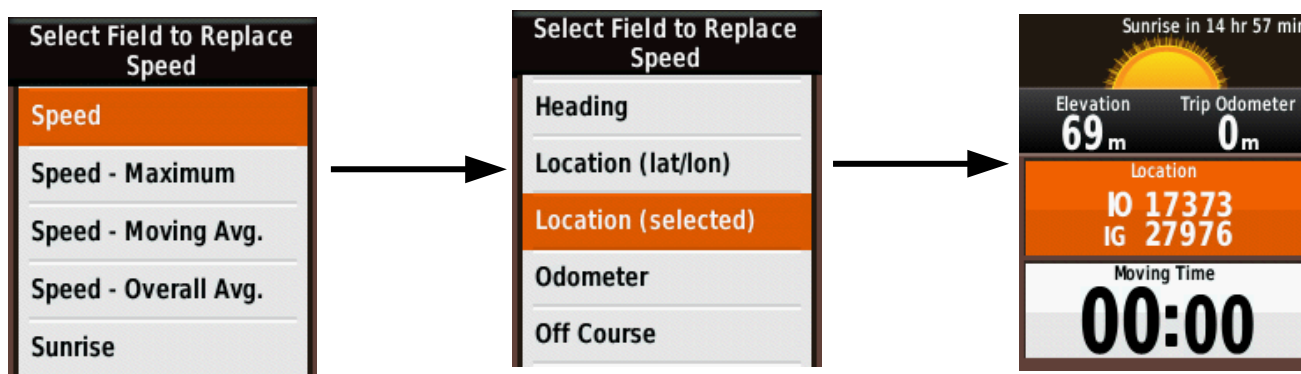 Select Field to Replace
Speed
Speed
Speed - Maximum
Speed - Moving Avg.
Speed - Overall Avg.
Sunrise
Select Field to Replace
Speed
Heading
Location (lat/lon)
Location (selected)
Odometer
Off Course
Sunrise in 14 hr 57 min
Elevation Trip Odometer
69 m 0 m
Location
IO 17373
IG 27976
Moving Time
00:00